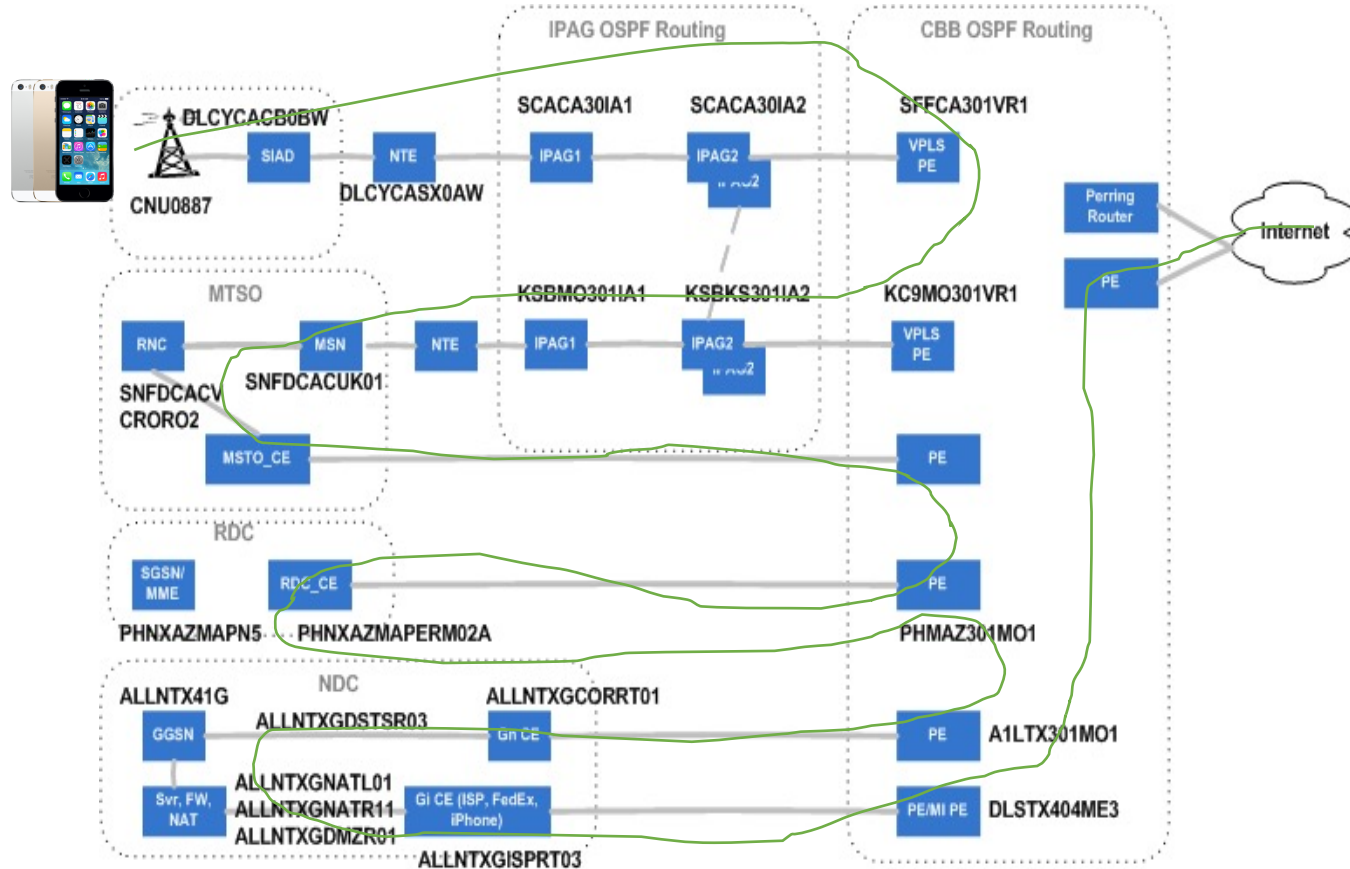 IPAG OSPF Routing
CBB OSPF Routing
DLCYCACB0BW
SCACA30IA1
SCACA30IA2
SFFCA301VR1
SIAD
NTE
IPAG1
IPAG2
IPAG2
VPLS
PE
CNU0887
DLCYCASX0AW
Perring
Router
Internet
PE
MTSO
KSBMO301IA1
KSBKS301IA2
KC9MO301VR1
RNC
MSN
NTE
IPAG1
IPAG2
IPAG2
VPLS
PE
SNFDCACUK01
SNFDCACV
CRORO2
MSTO_CE
PE
RDC
SGSN/
MME
RDC_CE
PE
PHNXAZMAPN5
PHNXAZMAPERM02A
PHMAZ301MO1
NDC
ALLNTX41G
ALLNTXGCORRT01
ALLNTXGDSTSR03
GGSN
Gn CE
PE
A1LTX301MO1
ALLNTXGNATL01
ALLNTXGNATR11
ALLNTXGDMZR01
Svr, FW,
NAT
Gi CE (ISP, FedEx,
iPhone)
PE/MI PE
DLSTX404ME3
ALLNTXGISPRT03